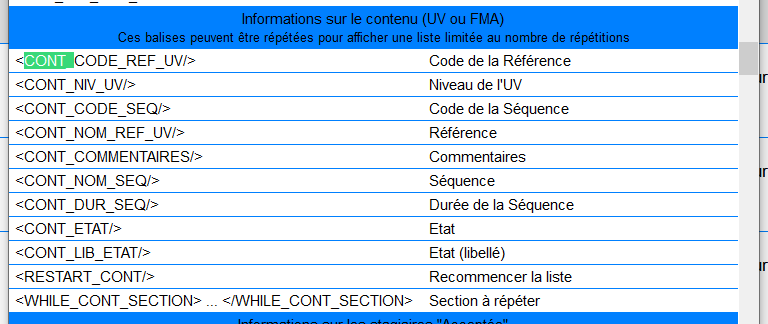 Informations sur le contenu (UV ou FMA)
Ces balises peuvent être répétées pour afficher une liste limitée au nombre de répétitions
<CONT_CODE_REF_UV/> Code de la Référence
<CONT_NIV_UV/> Niveau de l'UV
<CONT_CODE_SEQ/> Code de la Séquence
<CONT_NOM_REF_UV/> Référence
<CONT_COMMENTAIRES/> Commentaires
<CONT_NOM_SEQ/> Séquence
<CONT_DUR_SEQ/> Durée de la Séquence
<CONT_ETAT/> Etat
<CONT_LIB_ETAT/> Etat (libellé)
<RESTART_CONT/> Recommencer la liste
<WHILE_CONT_SECTION> ... </WHILE_CONT_SECTION> Section à répéter
Informations sur les stagiaires "Acceptés"